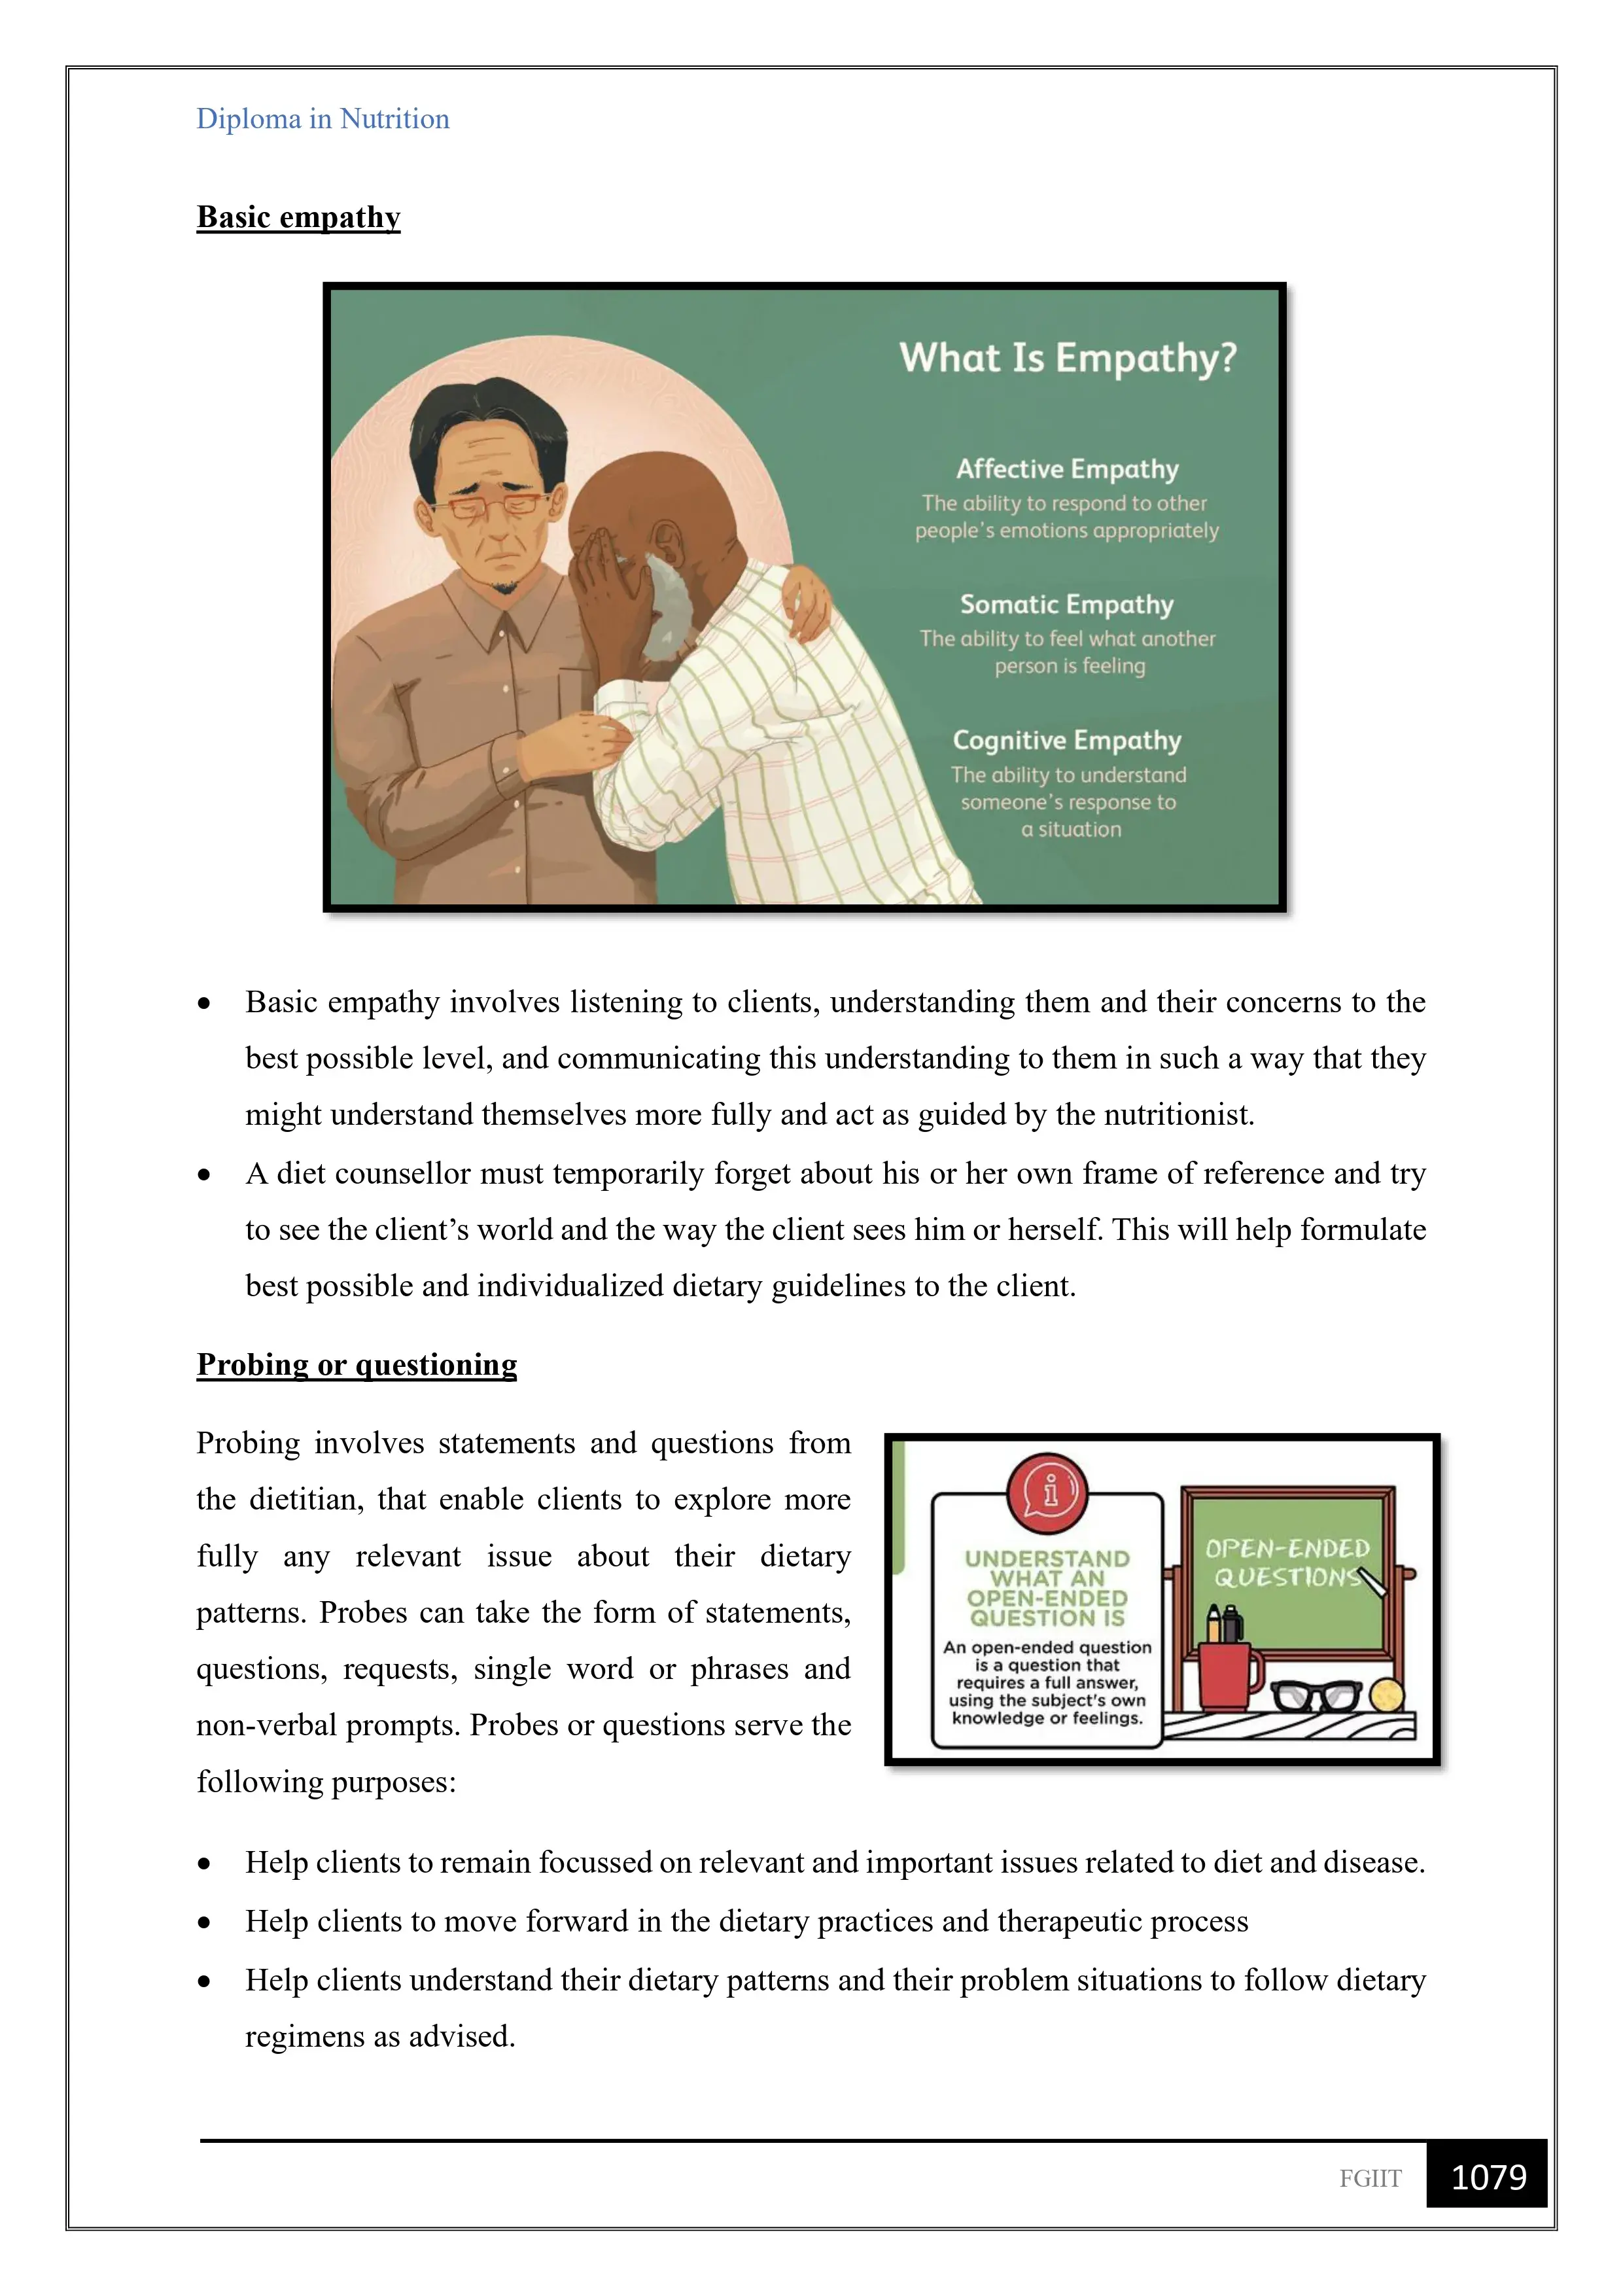 Diploma in Nutrition
Basic empathy
What Is Empathy?
Affective Empathy
The ability to respond to other
people's emotions appropriately
Somatic Empathy
The ability to feel what another
person is feeling
Cognitive Empathy
The ability to understand
someone's response to
a situation
• Basic empathy involves listening to clients, understanding them and their concerns to the
best possible level, and communicating this understanding to them in such a way that they
might understand themselves more fully and act as guided by the nutritionist.
• A diet counsellor must temporarily forget about his or her own frame of reference and try
to see the client’s world and the way the client sees him or herself. This will help formulate
best possible and individualized dietary guidelines to the client.
Probing or questioning
Probing involves statements and questions from
the dietitian, that enable clients to explore more
fully any relevant issue about their dietary
patterns. Probes can take the form of statements,
questions, requests, single word or phrases and
non-verbal prompts. Probes or questions serve the
following purposes:
i
UNDERSTAND
WHAT AN
OPEN-ENDED
QUESTION IS
An open-ended question
is a question that
requires a full answer,
using the subject's own
knowledge or feelings.
OPEN-ENDED
QUESTIONS
• Help clients to remain focussed on relevant and important issues related to diet and disease.
• Help clients to move forward in the dietary practices and therapeutic process
• Help clients understand their dietary patterns and their problem situations to follow dietary
regimens as advised.
FGIIT 1079